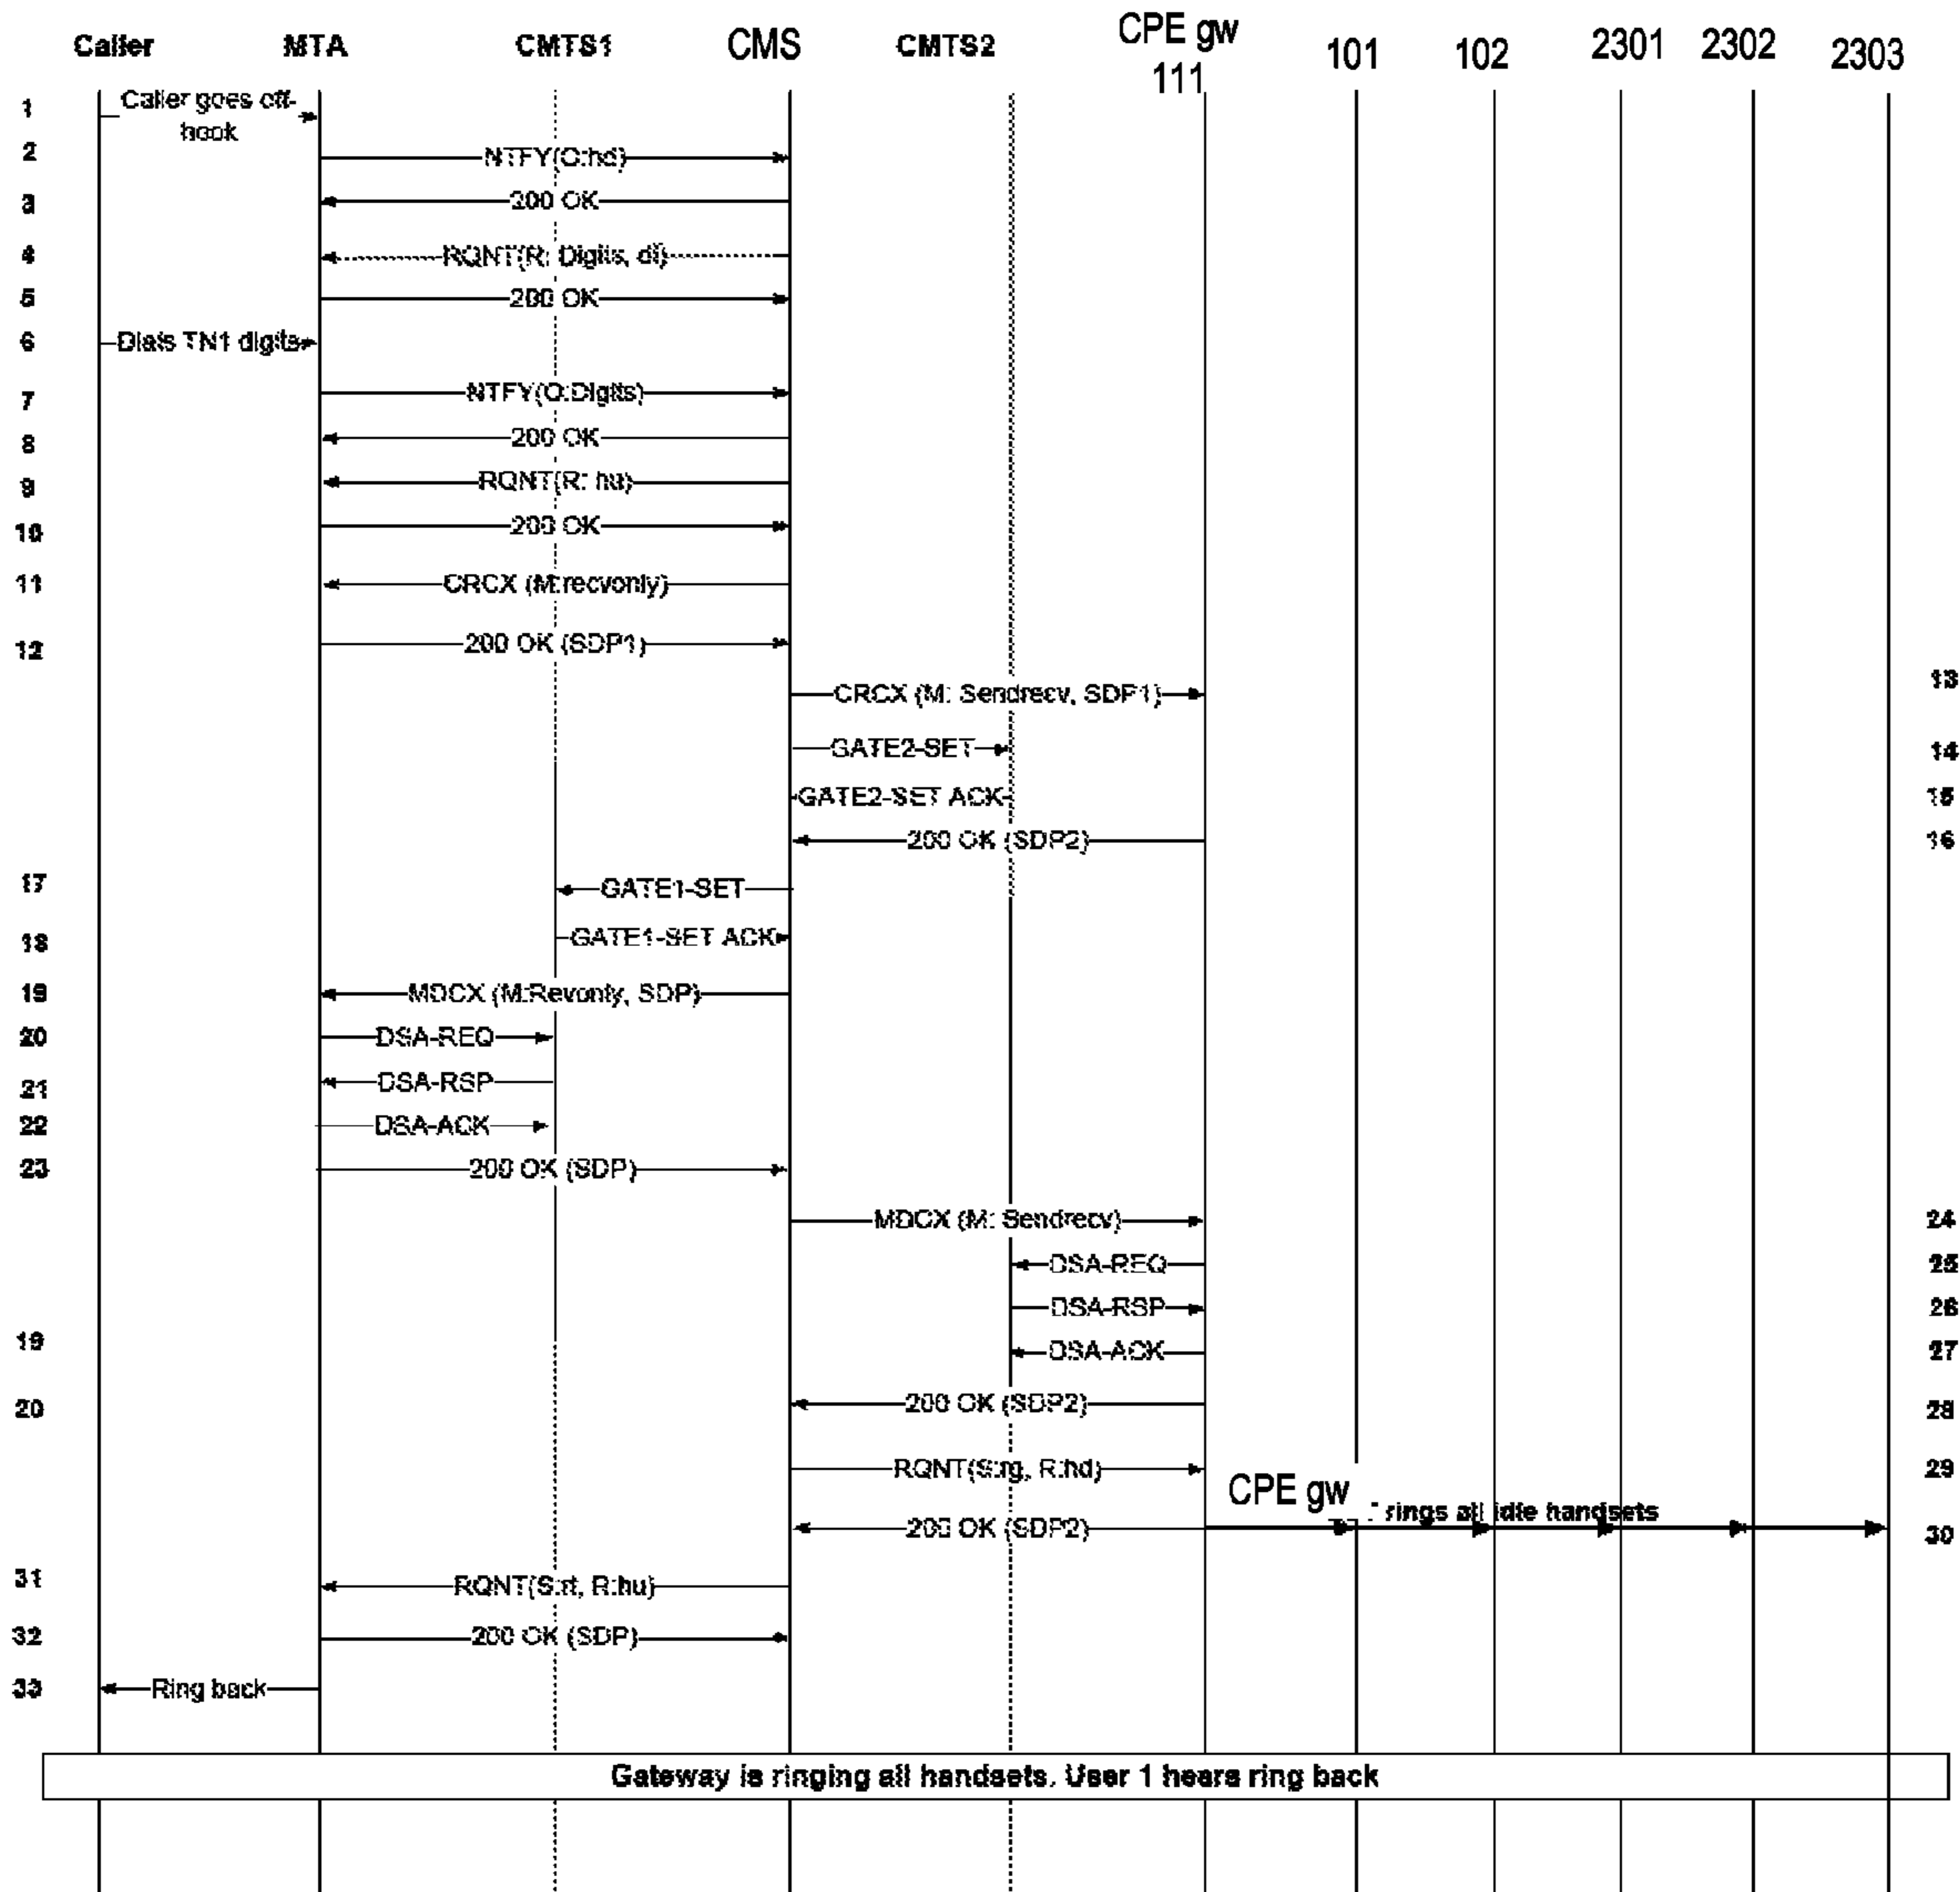 Caller MTA CMTS1 CMS CMTS2 CPE gw 111 101 102 2301 2302 2303
1 Caller goes off-
hook
2 NTFY(O:hd)
3 200 OK
4 RQNT(R: Digits, dl)
5 200 OK
6 Dials TN1 digits
7 NTFY(O:Digits)
8 200 OK
9 RQNT(R: hu)
10 200 OK
11 CRCX (M:recvonly)
12 200 OK (SDP1)
CRCX (M: Sendrecv, SDP1) 13
GATE2-SET 14
GATE2-SET ACK 15
200 OK (SDP2) 16
17 GATE1-SET
18 GATE1-SET ACK
19 MDCX (M:Revonly, SDP)
20 DSA-REQ
21 DSA-RSP
22 DSA-ACK
23 200 OK (SDP)
MDCX (M: Sendrecv) 24
DSA-REQ 25
DSA-RSP 26
19 DSA-ACK 27
20 200 OK (SDP2) 28
RQNT(S:rg, R:hd) 29
CPE gw rings all idle handsets
200 OK (SDP2) 30
31 RQNT(S:rt, R:hu)
32 200 OK (SDP)
33 Ring back
Gateway is ringing all handsets. User 1 hears ring back